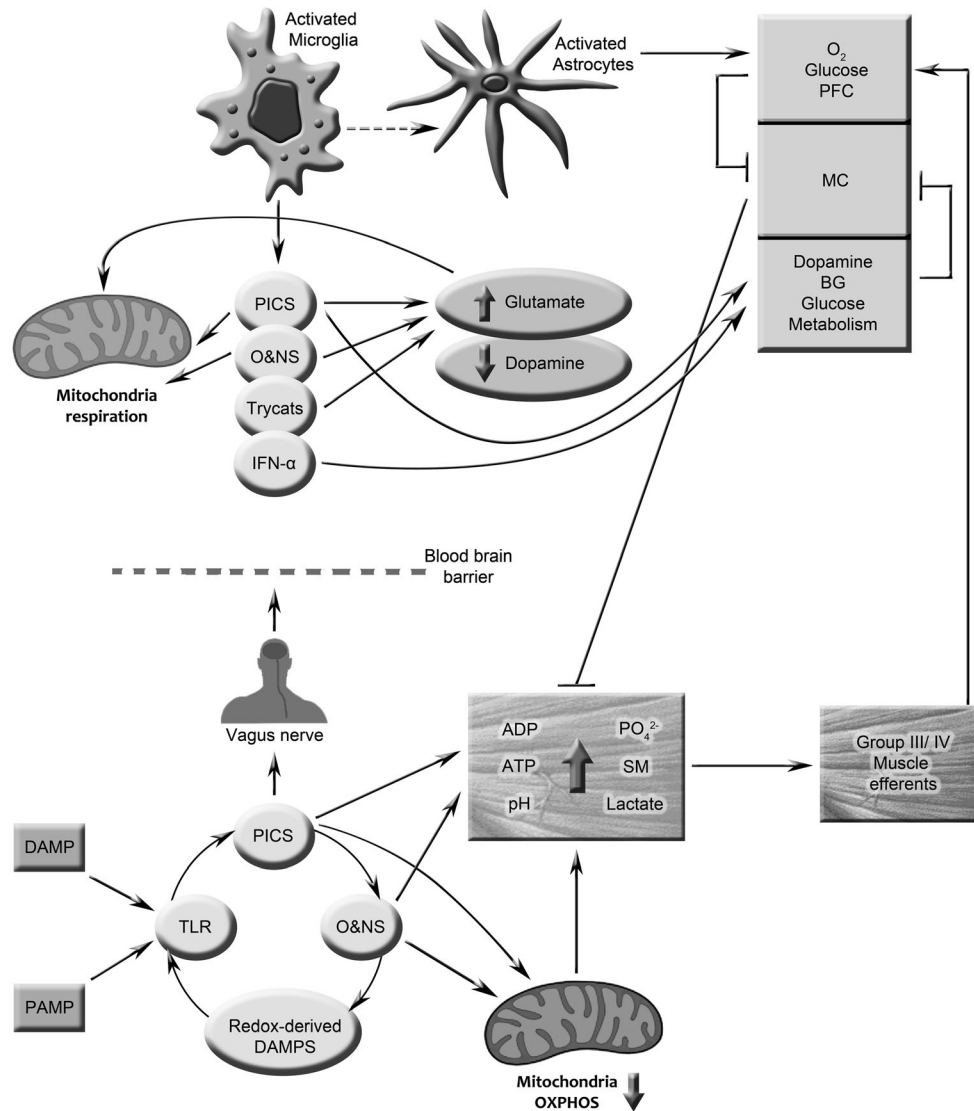 Activated
Microglia
Activated
Astrocytes
O₂
Glucose
PFC
MC
Dopamine
BG
Glucose
Metabolism
PICS
O&NS
Trycats
IFN-α
Glutamate
Dopamine
Mitochondria
respiration
Blood brain
barrier
Vagus nerve
ADP
ATP
pH
PO₄²⁻
SM
Lactate
Group III/ IV
Muscle
efferents
PICS
DAMP
TLR
O&NS
PAMP
Redox-derived
DAMPS
Mitochondria
OXPHOS